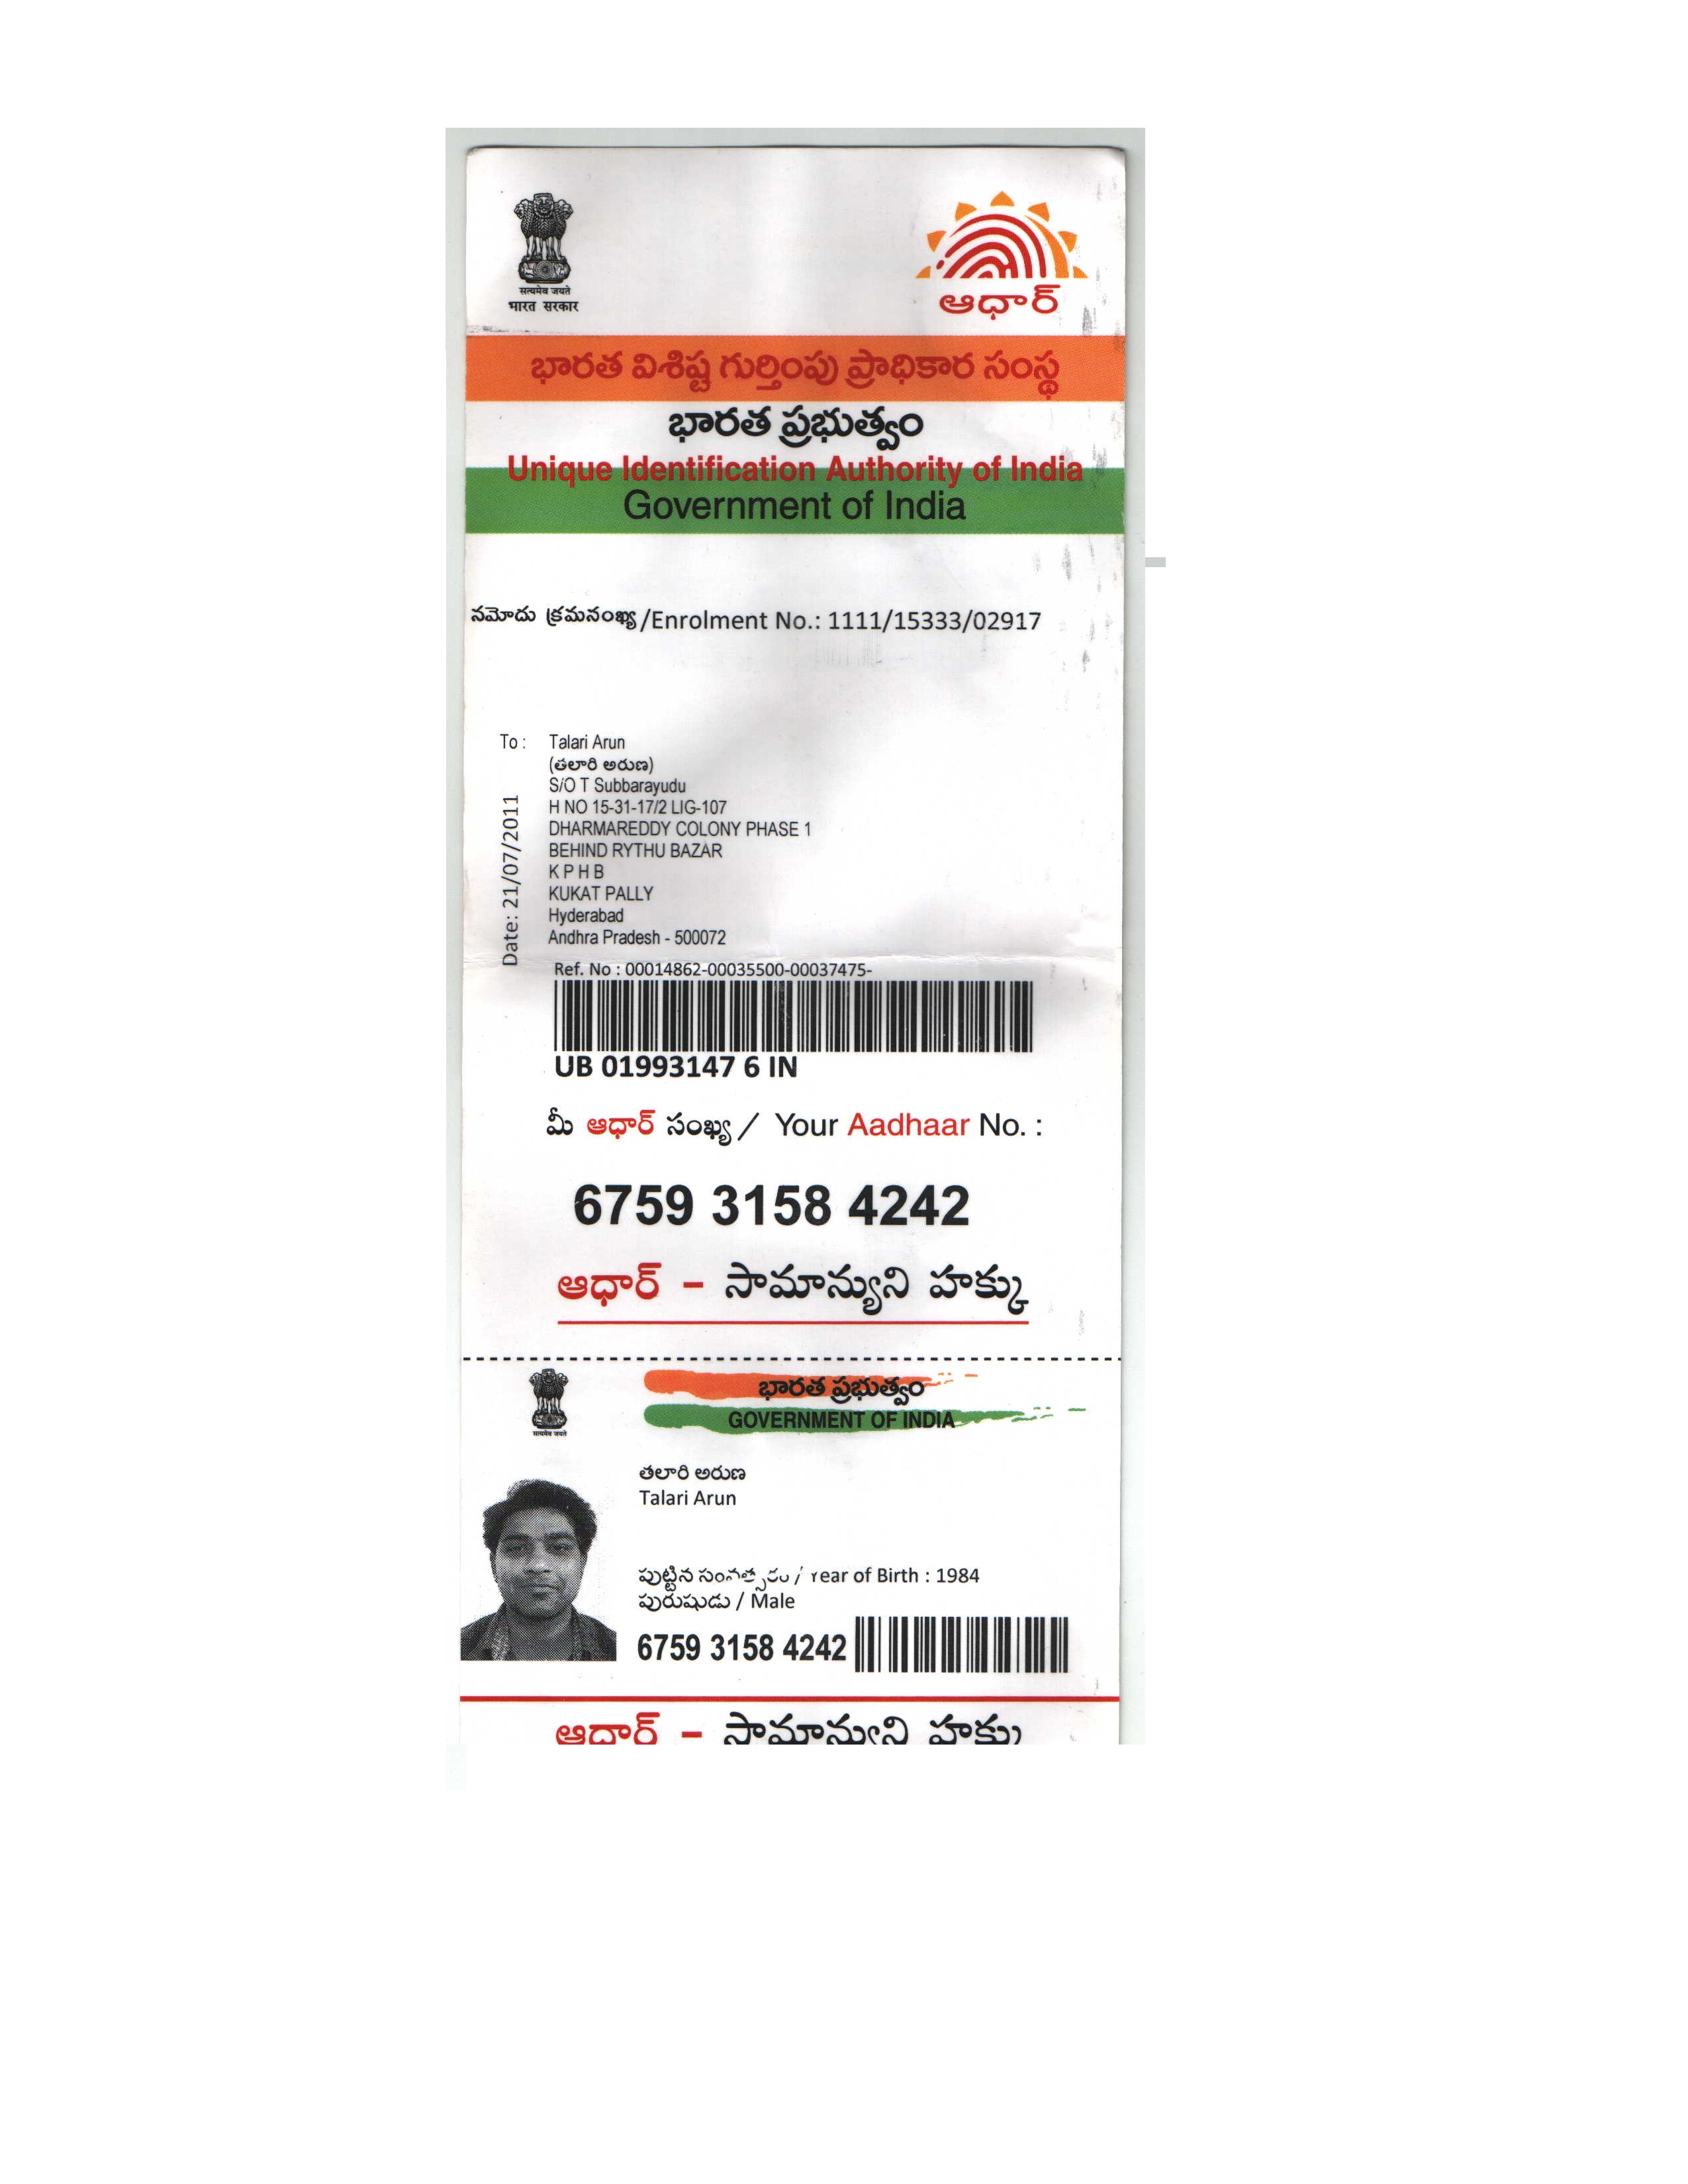 सत्यमेव जयते
भारत सरकार
ఆధార్
భారత విశిష్ట గుర్తింపు ప్రాధికార సంస్థ
భారత ప్రభుత్వం
Unique Identification Authority of India
Government of India
నమోదు క్రమసంఖ్య/Enrolment No.: 1111/15333/02917
To : Talari Arun
(తలారి అరుణ)
S/O T Subbarayudu
H NO 15-31-17/2 LIG-107
DHARMAREDDY COLONY PHASE 1
BEHIND RYTHU BAZAR
K P H B
KUKAT PALLY
Hyderabad
Andhra Pradesh - 500072
Date: 21/07/2011
Ref. No : 00014862-00035500-00037475-
UB 01993147 6 IN
మీ ఆధార్ సంఖ్య / Your Aadhaar No. :
6759 3158 4242
ఆధార్ - సామాన్యుని హక్కు
सत्यमेव जयते
భారత ప్రభుత్వం
GOVERNMENT OF INDIA
తలారి అరుణ
Talari Arun
పుట్టిన సంవత్సరం / Year of Birth : 1984
పురుషుడు / Male
6759 3158 4242
ఆధార్ - సామాన్యుని హక్కు